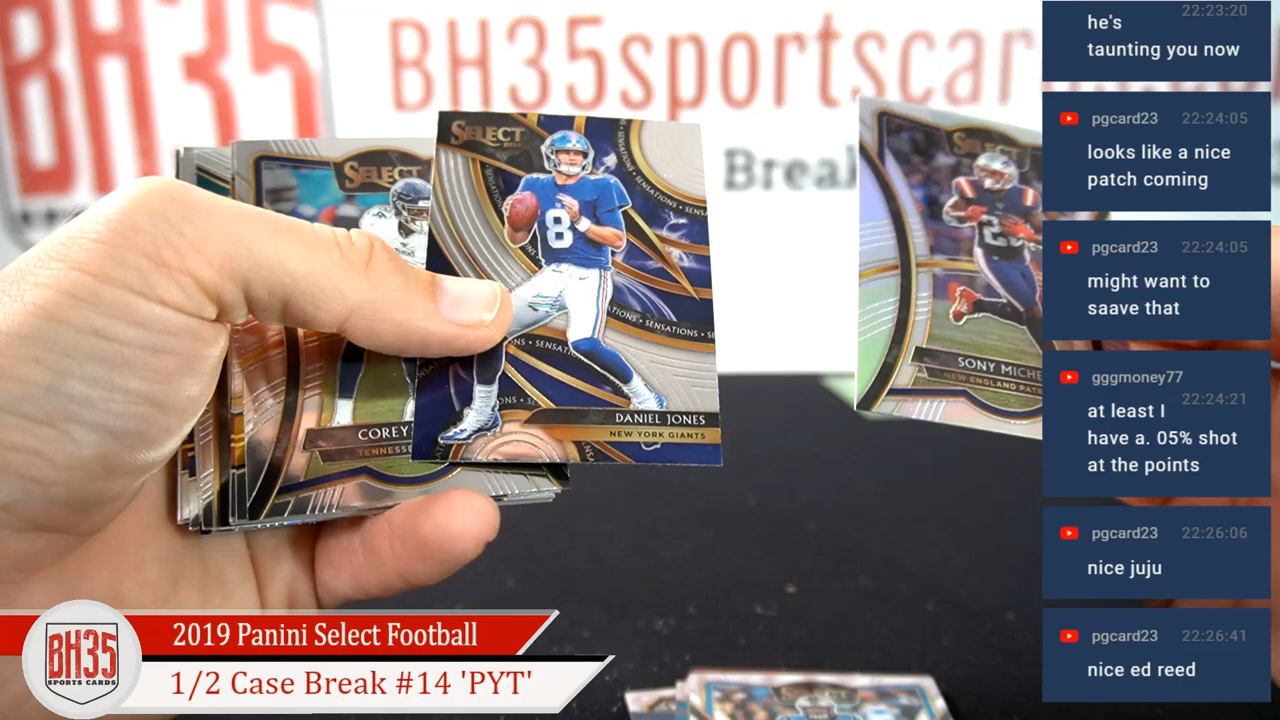 BH35sportscar
Break
BH35
SPORTS
SELECT
COREY
TENNESSE
SELECT
SENSATIONS • SENSATIONS
DANIEL JONES
NEW YORK GIANTS
8
SELECT
SONY MICHE
NEW ENGLAND PAT
SELECT
22:23:20
he's
taunting you now
pgcard23 22:24:05
looks like a nice
patch coming
pgcard23 22:24:05
might want to
saave that
gggmoney77
22:24:21
at least I
have a. 05% shot
at the points
pgcard23 22:26:06
nice juju
pgcard23 22:26:41
nice ed reed
BH35
SPORTS CARDS
2019 Panini Select Football
1/2 Case Break #14 'PYT'